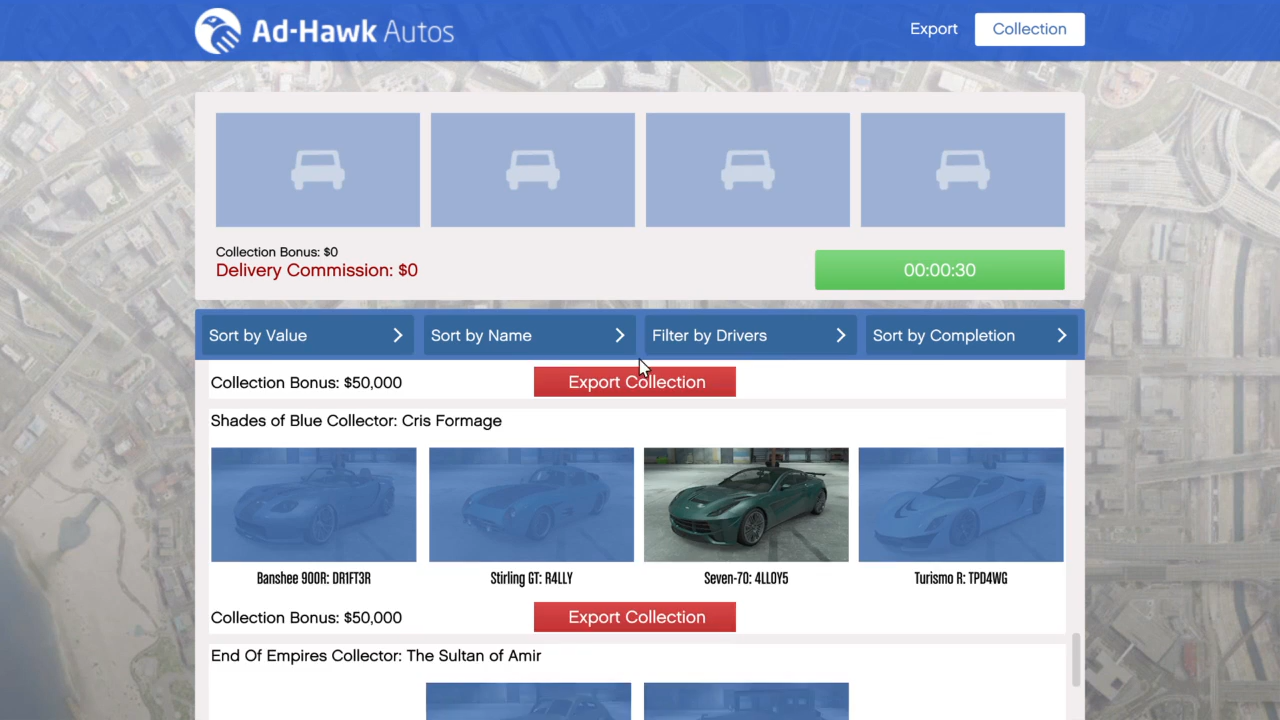 Ad-Hawk Autos
Export
Collection
Collection Bonus: $0
Delivery Commission: $0
00:00:30
Sort by Value
Sort by Name
Filter by Drivers
Sort by Completion
Collection Bonus: $50,000
Export Collection
Shades of Blue Collector: Cris Formage
Banshee 900R: DR1FT3R
Stirling GT: R4LLY
Seven-70: 4LLOY5
Turismo R: TPD4WG
Collection Bonus: $50,000
Export Collection
End Of Empires Collector: The Sultan of Amir